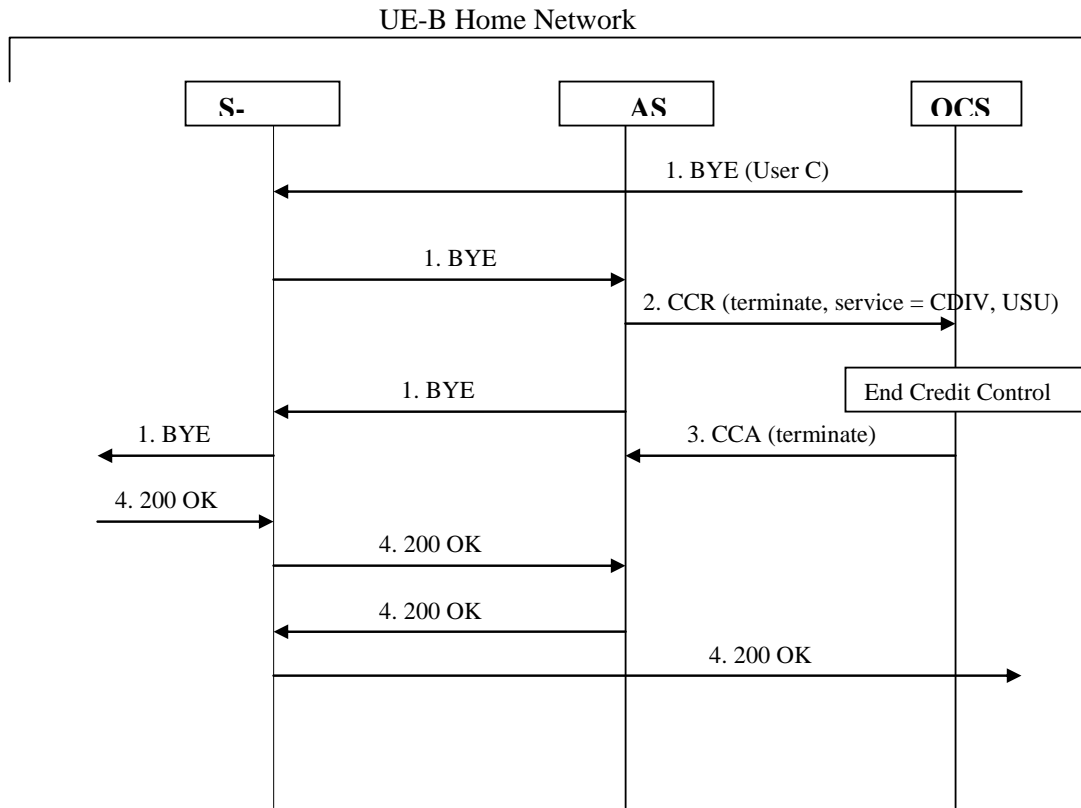 UE-B Home Network
S-
AS
OCS
1. BYE (User C)
1. BYE
2. CCR (terminate, service = CDIV, USU)
End Credit Control
1. BYE
1. BYE
3. CCA (terminate)
4. 200 OK
4. 200 OK
4. 200 OK
4. 200 OK